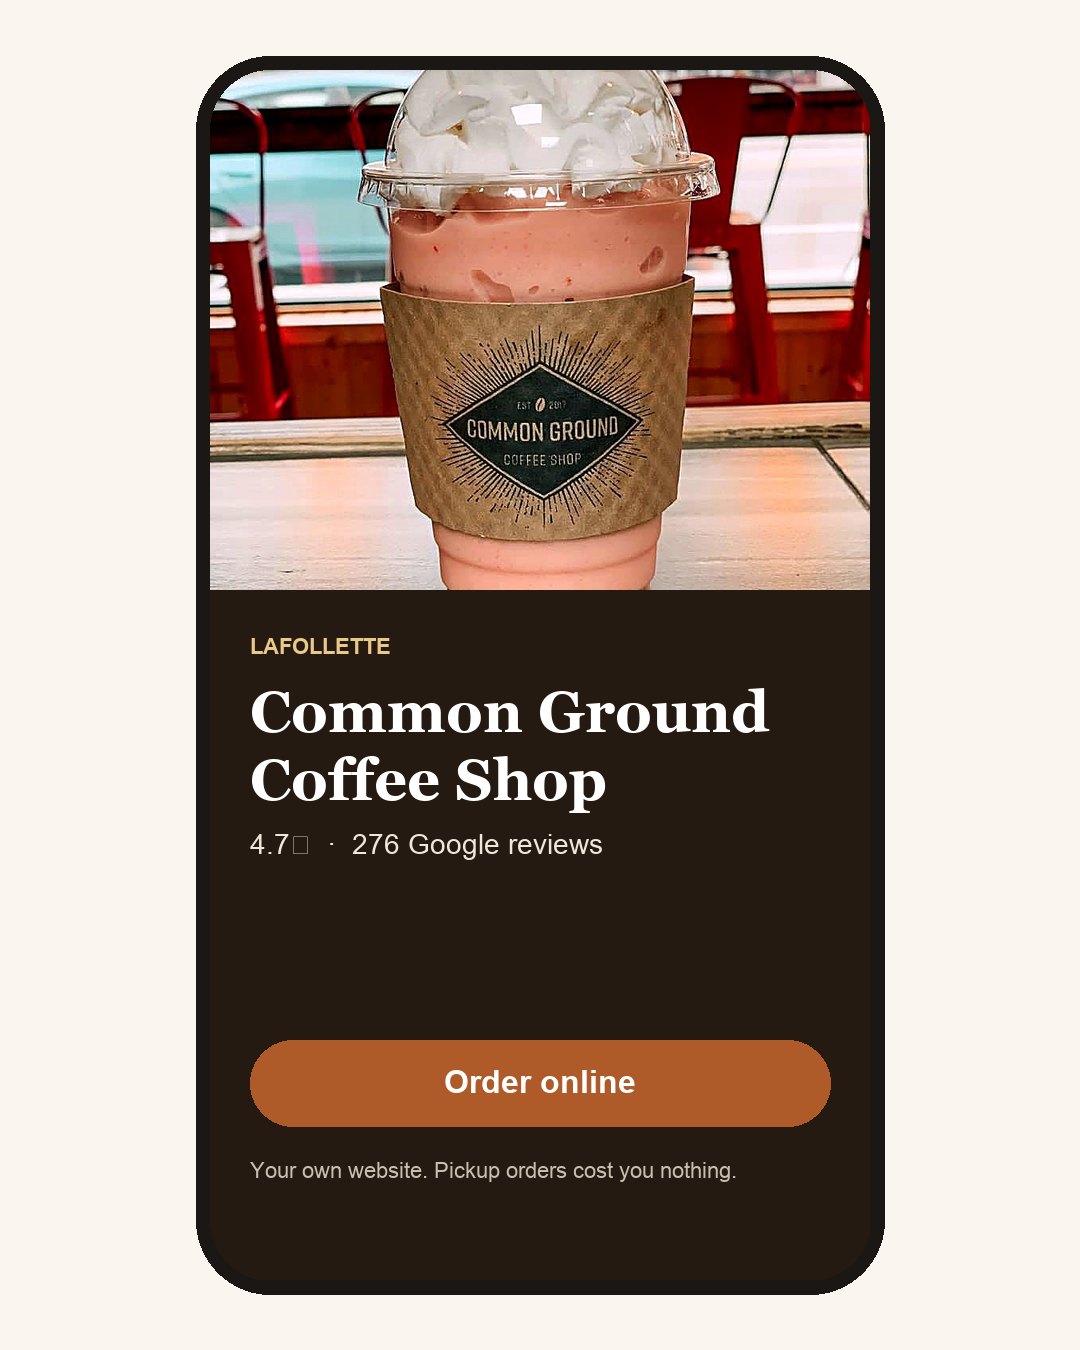 EST 2017
COMMON GROUND
COFFEE SHOP
LAFOLLETTE
Common Ground
Coffee Shop
4.7□ · 276 Google reviews
Order online
Your own website. Pickup orders cost you nothing.